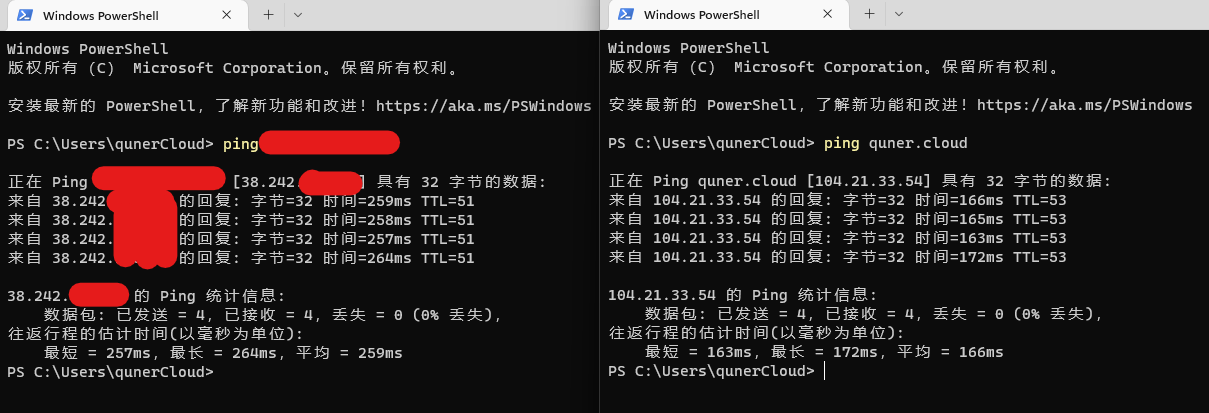 Windows PowerShell
Windows PowerShell
版权所有 (C) Microsoft Corporation。保留所有权利。
安装最新的 PowerShell，了解新功能和改进！https://aka.ms/PSWindows
PS C:\Users\qunerCloud> ping
正在 Ping [38.242. ] 具有 32 字节的数据:
来自 38.242 的回复: 字节=32 时间=259ms TTL=51
来自 38.242. 的回复: 字节=32 时间=258ms TTL=51
来自 38.242. 的回复: 字节=32 时间=257ms TTL=51
来自 38.242. 的回复: 字节=32 时间=264ms TTL=51
38.242. 的 Ping 统计信息:
数据包: 已发送 = 4，已接收 = 4，丢失 = 0 (0% 丢失)，
往返行程的估计时间(以毫秒为单位):
最短 = 257ms，最长 = 264ms，平均 = 259ms
PS C:\Users\qunerCloud>
Windows PowerShell
Windows PowerShell
版权所有 (C) Microsoft Corporation。保留所有权利。
安装最新的 PowerShell，了解新功能和改进！https://aka.ms/PSWindows
PS C:\Users\qunerCloud> ping quner.cloud
正在 Ping quner.cloud [104.21.33.54] 具有 32 字节的数据:
来自 104.21.33.54 的回复: 字节=32 时间=166ms TTL=53
来自 104.21.33.54 的回复: 字节=32 时间=165ms TTL=53
来自 104.21.33.54 的回复: 字节=32 时间=163ms TTL=53
来自 104.21.33.54 的回复: 字节=32 时间=172ms TTL=53
104.21.33.54 的 Ping 统计信息:
数据包: 已发送 = 4，已接收 = 4，丢失 = 0 (0% 丢失)，
往返行程的估计时间(以毫秒为单位):
最短 = 163ms，最长 = 172ms，平均 = 166ms
PS C:\Users\qunerCloud>